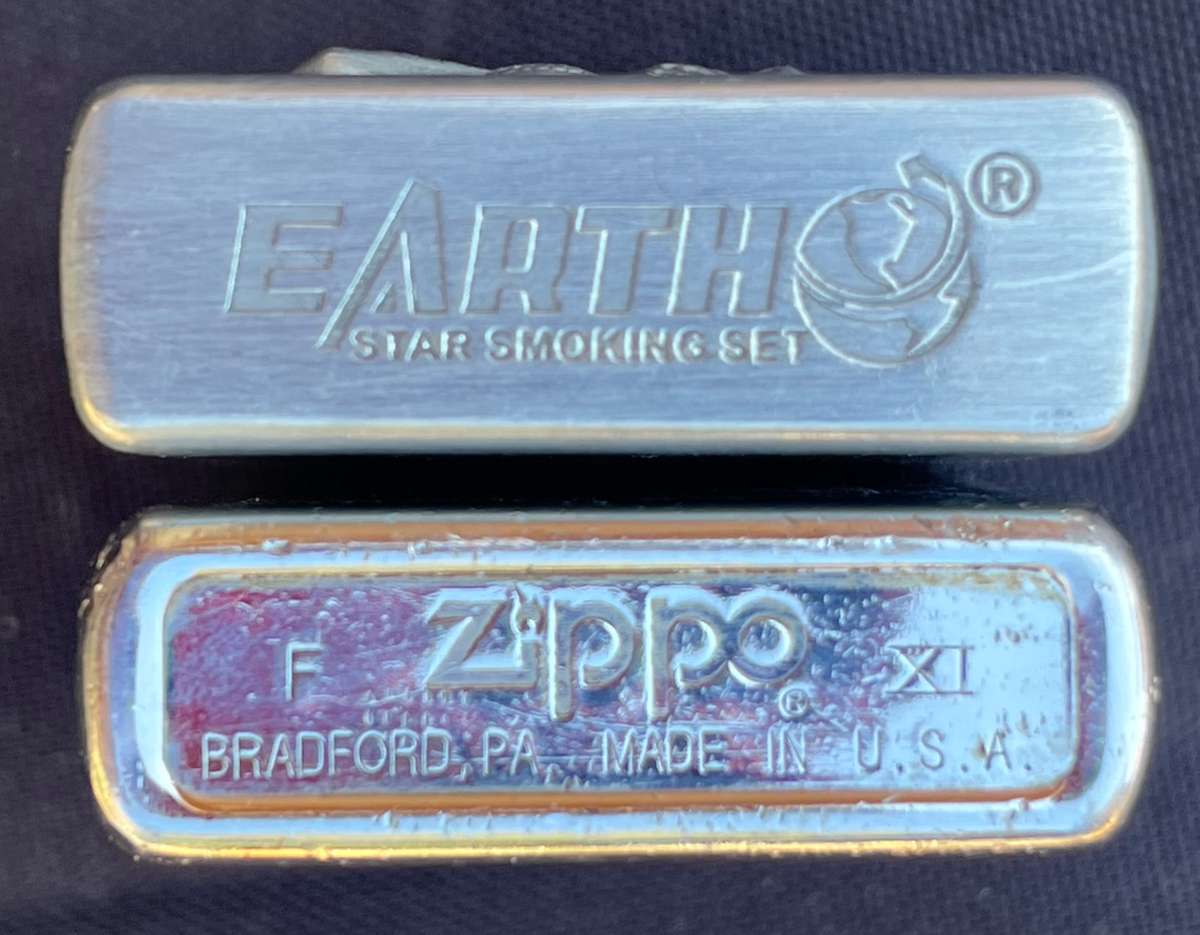 EARTH ®
STAR SMOKING SET
F Zippo ® XI
BRADFORD, PA. MADE IN U.S.A.